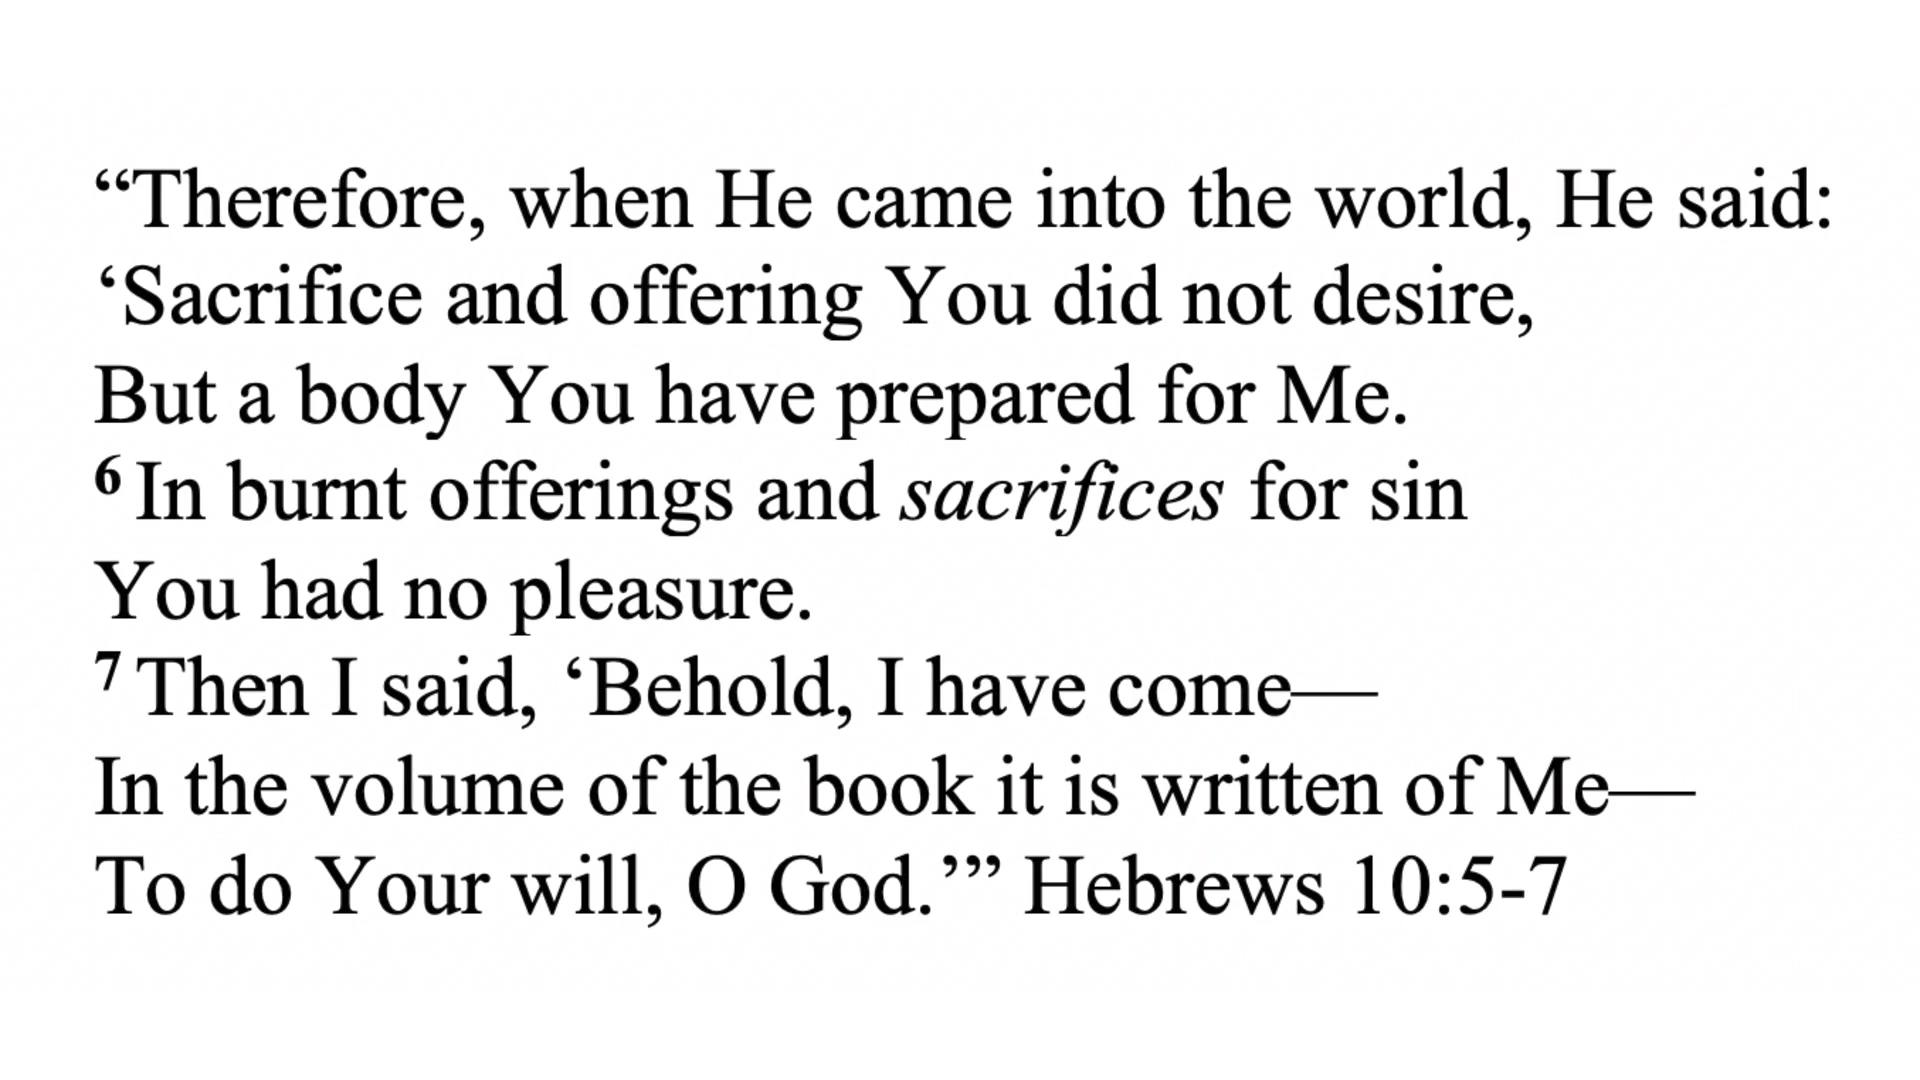 “Therefore, when He came into the world, He said:
‘Sacrifice and offering You did not desire,
But a body You have prepared for Me.
6 In burnt offerings and sacrifices for sin
You had no pleasure.
7 Then I said, ‘Behold, I have come—
In the volume of the book it is written of Me—
To do Your will, O God.’” Hebrews 10:5-7